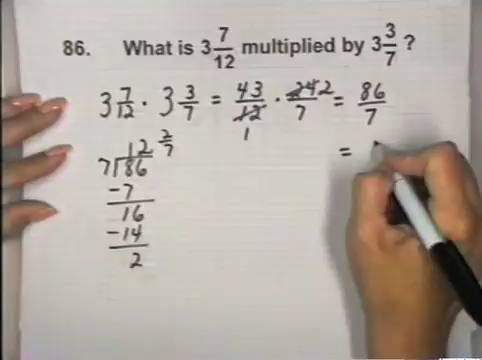 86. What is 3 7/12 multiplied by 3 3/7 ?
3 7/12 · 3 3/7 = 43/12 · 24 2/7 = 86/7
1
12 2/7
7 86 =
-7
16
-14
2